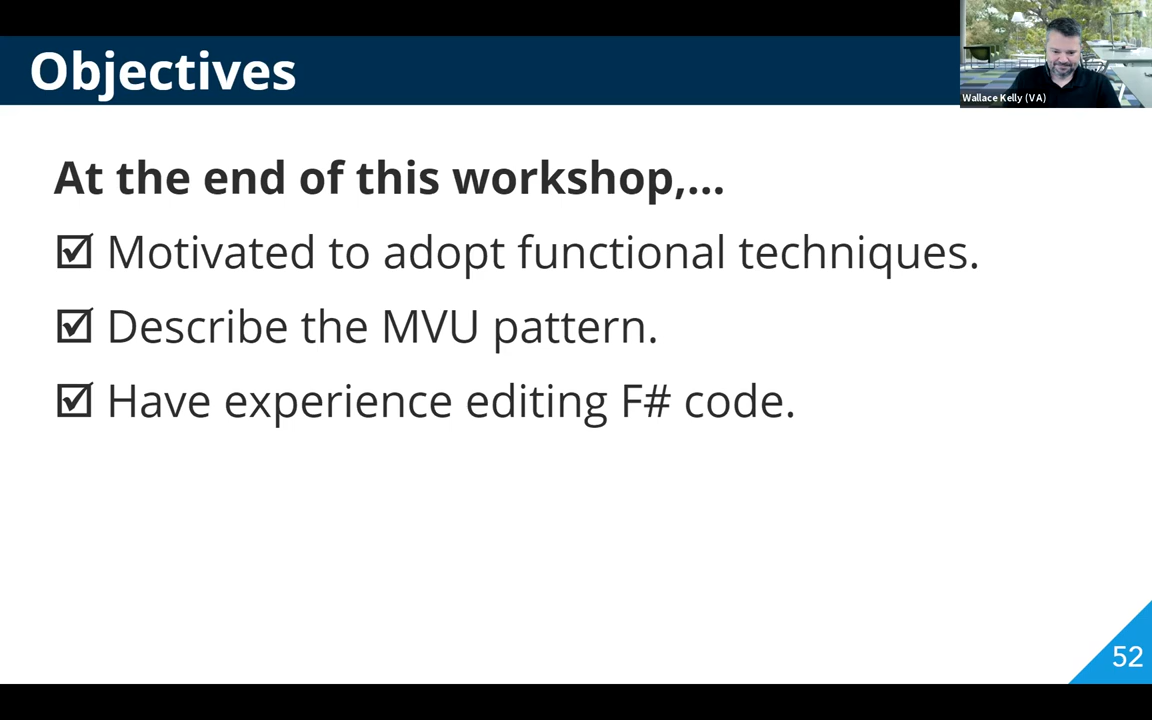 Objectives
Wallace Kelly (VA)
At the end of this workshop,...
☑ Motivated to adopt functional techniques.
☑ Describe the MVU pattern.
☑ Have experience editing F# code.
52